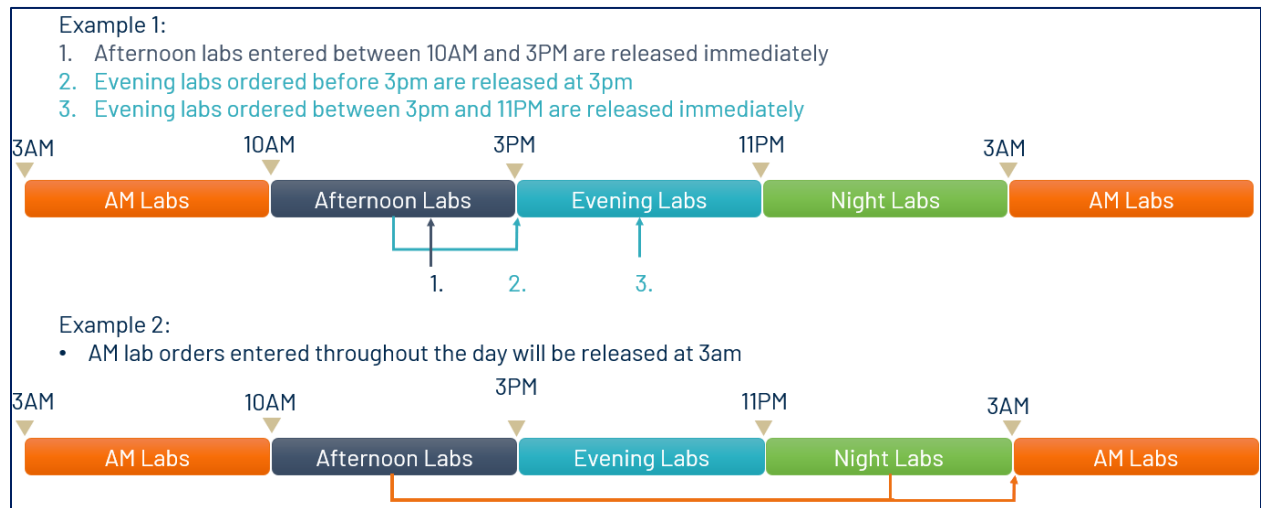 Example 1:
1. Afternoon labs entered between 10AM and 3PM are released immediately
2. Evening labs ordered before 3pm are released at 3pm
3. Evening labs ordered between 3pm and 11PM are released immediately
3AM 10AM 3PM 11PM 3AM
AM Labs Afternoon Labs Evening Labs Night Labs AM Labs
1. 2. 3.
Example 2:
• AM lab orders entered throughout the day will be released at 3am
3AM 10AM 3PM 11PM 3AM
AM Labs Afternoon Labs Evening Labs Night Labs AM Labs